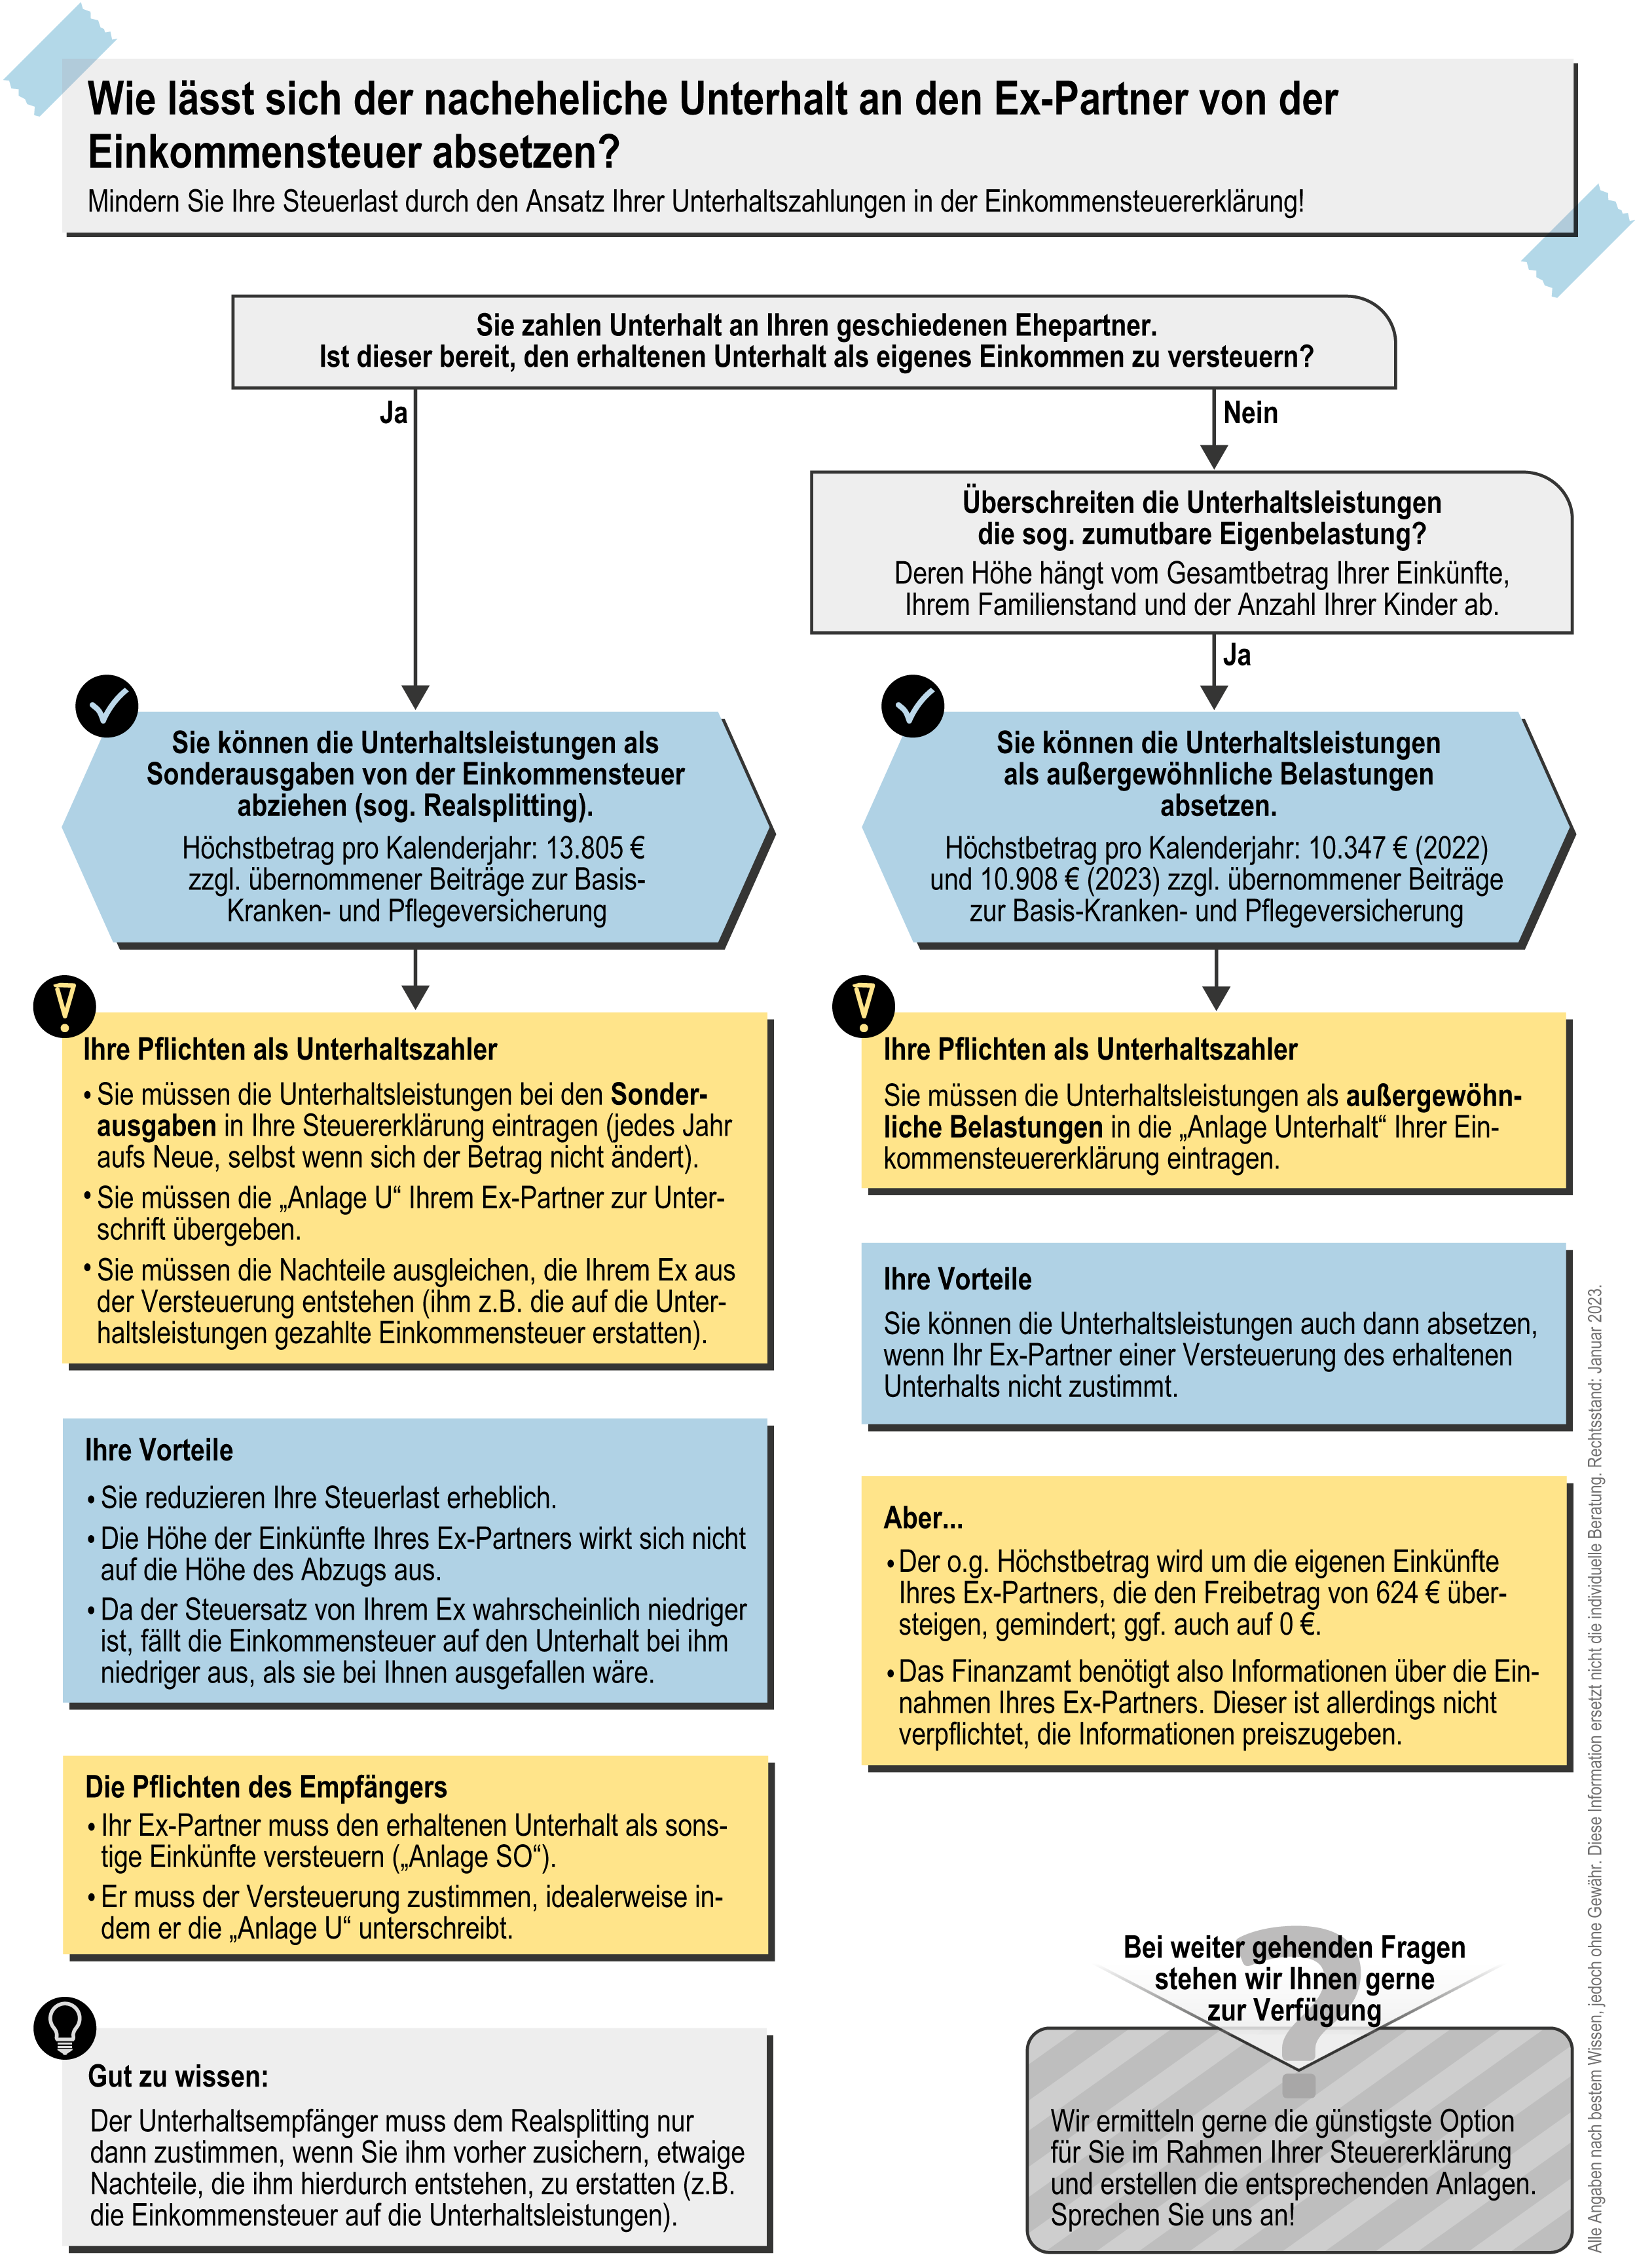 Wie lässt sich der nacheheliche Unterhalt an den Ex-Partner von der
Einkommensteuer absetzen?
Mindern Sie Ihre Steuerlast durch den Ansatz Ihrer Unterhaltszahlungen in der Einkommensteuererklärung!
Sie zahlen Unterhalt an Ihren geschiedenen Ehepartner.
Ist dieser bereit, den erhaltenen Unterhalt als eigenes Einkommen zu versteuern?
Ja
Nein
Überschreiten die Unterhaltsleistungen
die sog. zumutbare Eigenbelastung?
Deren Höhe hängt vom Gesamtbetrag Ihrer Einkünfte,
Ihrem Familienstand und der Anzahl Ihrer Kinder ab.
Ja
Sie können die Unterhaltsleistungen als
Sonderausgaben von der Einkommensteuer
abziehen (sog. Realsplitting).
Höchstbetrag pro Kalenderjahr: 13.805 €
zzgl. übernommener Beiträge zur Basis-
Kranken- und Pflegeversicherung
Ihre Pflichten als Unterhaltszahler
• Sie müssen die Unterhaltsleistungen bei den Sonder-
ausgaben in Ihre Steuererklärung eintragen (jedes Jahr
aufs Neue, selbst wenn sich der Betrag nicht ändert).
• Sie müssen die „Anlage U“ Ihrem Ex-Partner zur Unter-
schrift übergeben.
• Sie müssen die Nachteile ausgleichen, die Ihrem Ex aus
der Versteuerung entstehen (ihm z.B. die auf die Unter-
haltsleistungen gezahlte Einkommensteuer erstatten).
Ihre Vorteile
• Sie reduzieren Ihre Steuerlast erheblich.
• Die Höhe der Einkünfte Ihres Ex-Partners wirkt sich nicht
auf die Höhe des Abzugs aus.
• Da der Steuersatz von Ihrem Ex wahrscheinlich niedriger
ist, fällt die Einkommensteuer auf den Unterhalt bei ihm
niedriger aus, als sie bei Ihnen ausgefallen wäre.
Die Pflichten des Empfängers
• Ihr Ex-Partner muss den erhaltenen Unterhalt als sons-
tige Einkünfte versteuern („Anlage SO“).
• Er muss der Versteuerung zustimmen, idealerweise in-
dem er die „Anlage U“ unterschreibt.
Gut zu wissen:
Der Unterhaltsempfänger muss dem Realsplitting nur
dann zustimmen, wenn Sie ihm vorher zusichern, etwaige
Nachteile, die ihm hierdurch entstehen, zu erstatten (z.B.
die Einkommensteuer auf die Unterhaltsleistungen).
Sie können die Unterhaltsleistungen
als außergewöhnliche Belastungen
absetzen.
Höchstbetrag pro Kalenderjahr: 10.347 € (2022)
und 10.908 € (2023) zzgl. übernommener Beiträge
zur Basis-Kranken- und Pflegeversicherung
Ihre Pflichten als Unterhaltszahler
Sie müssen die Unterhaltsleistungen als außergewöhn-
liche Belastungen in die „Anlage Unterhalt“ Ihrer Ein-
kommensteuererklärung eintragen.
Ihre Vorteile
Sie können die Unterhaltsleistungen auch dann absetzen,
wenn Ihr Ex-Partner einer Versteuerung des erhaltenen
Unterhalts nicht zustimmt.
Aber...
• Der o.g. Höchstbetrag wird um die eigenen Einkünfte
Ihres Ex-Partners, die den Freibetrag von 624 € über-
steigen, gemindert; ggf. auch auf 0 €.
• Das Finanzamt benötigt also Informationen über die Ein-
nahmen Ihres Ex-Partners. Dieser ist allerdings nicht
verpflichtet, die Informationen preiszugeben.
?
Bei weiter gehenden Fragen
stehen wir Ihnen gerne
zur Verfügung
Wir ermitteln gerne die günstigste Option
für Sie im Rahmen Ihrer Steuererklärung
und erstellen die entsprechenden Anlagen.
Sprechen Sie uns an!
Alle Angaben nach bestem Wissen, jedoch ohne Gewähr. Diese Information ersetzt nicht die individuelle Beratung. Rechtsstand: Januar 2023.